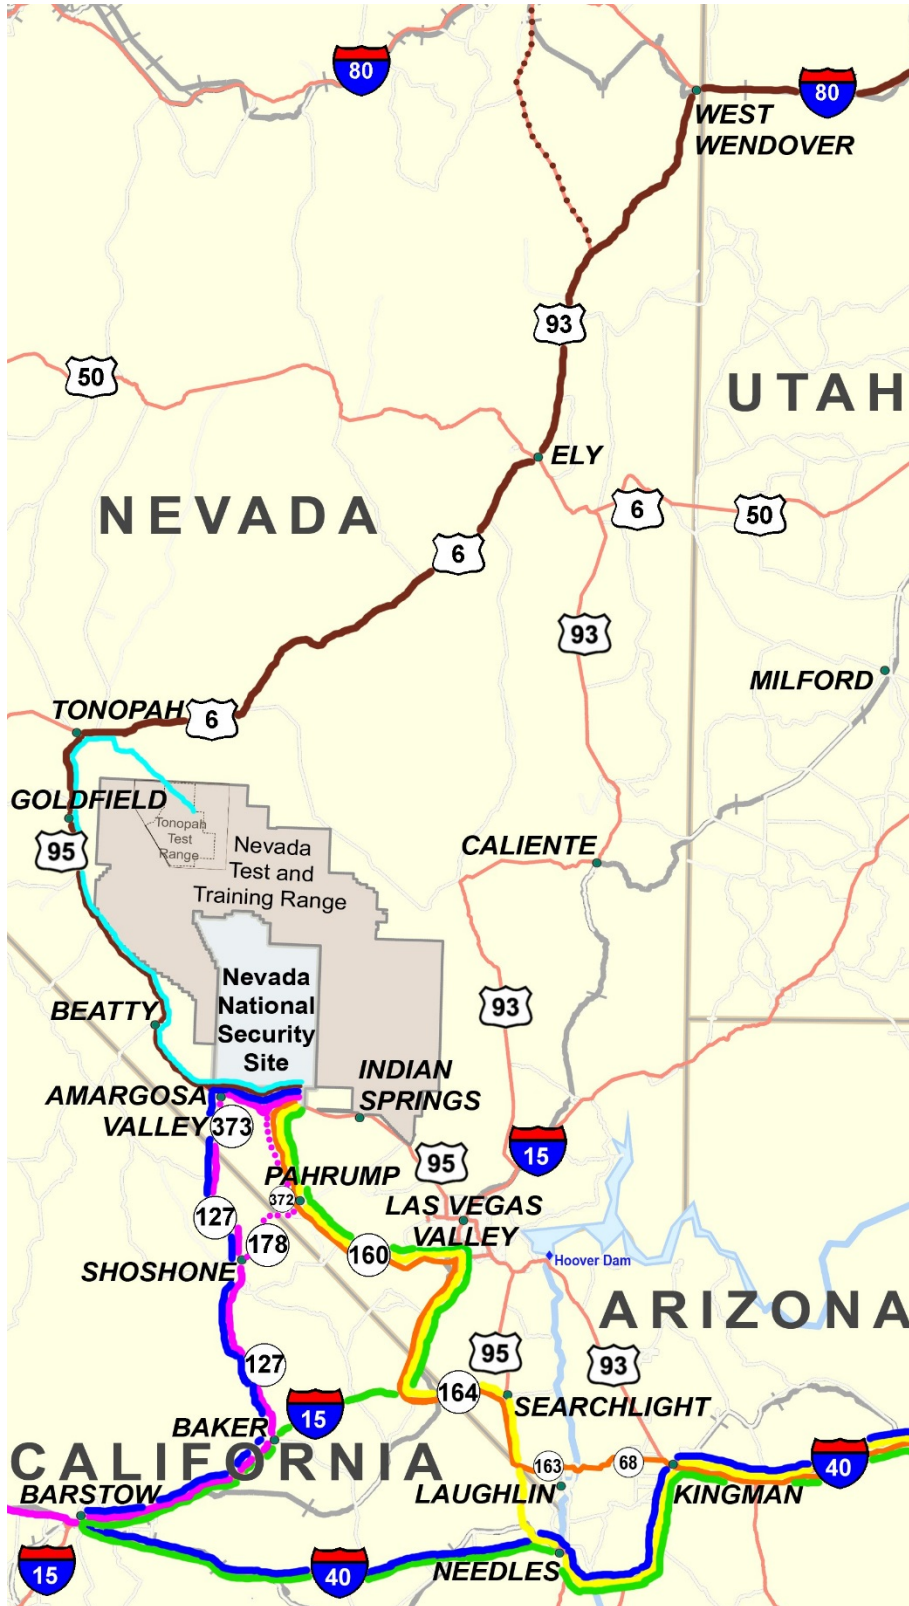 80
80
WEST
WENDOVER
93
50
UTAH
ELY
NEVADA
6
50
6
93
MILFORD
TONOPAH
6
GOLDFIELD
Tonopah
Test
Range
95
Nevada
Test and
Training Range
CALIENTE
Nevada
National
Security
Site
93
BEATTY
INDIAN
SPRINGS
AMARGOSA
VALLEY
373
15
95
PAHRUMP
372
LAS VEGAS
VALLEY
127
178
160
Hoover Dam
SHOSHONE
ARIZONA
95
93
127
164
SEARCHLIGHT
15
BAKER
CALIFORNIA
163
68
40
BARSTOW
LAUGHLIN
KINGMAN
15
40
NEEDLES